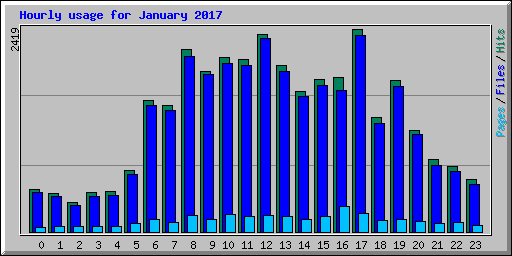 Hourly usage for January 2017
2419
Pages/Files/Hits
0 1 2 3 4 5 6 7 8 9 10 11 12 13 14 15 16 17 18 19 20 21 22 23